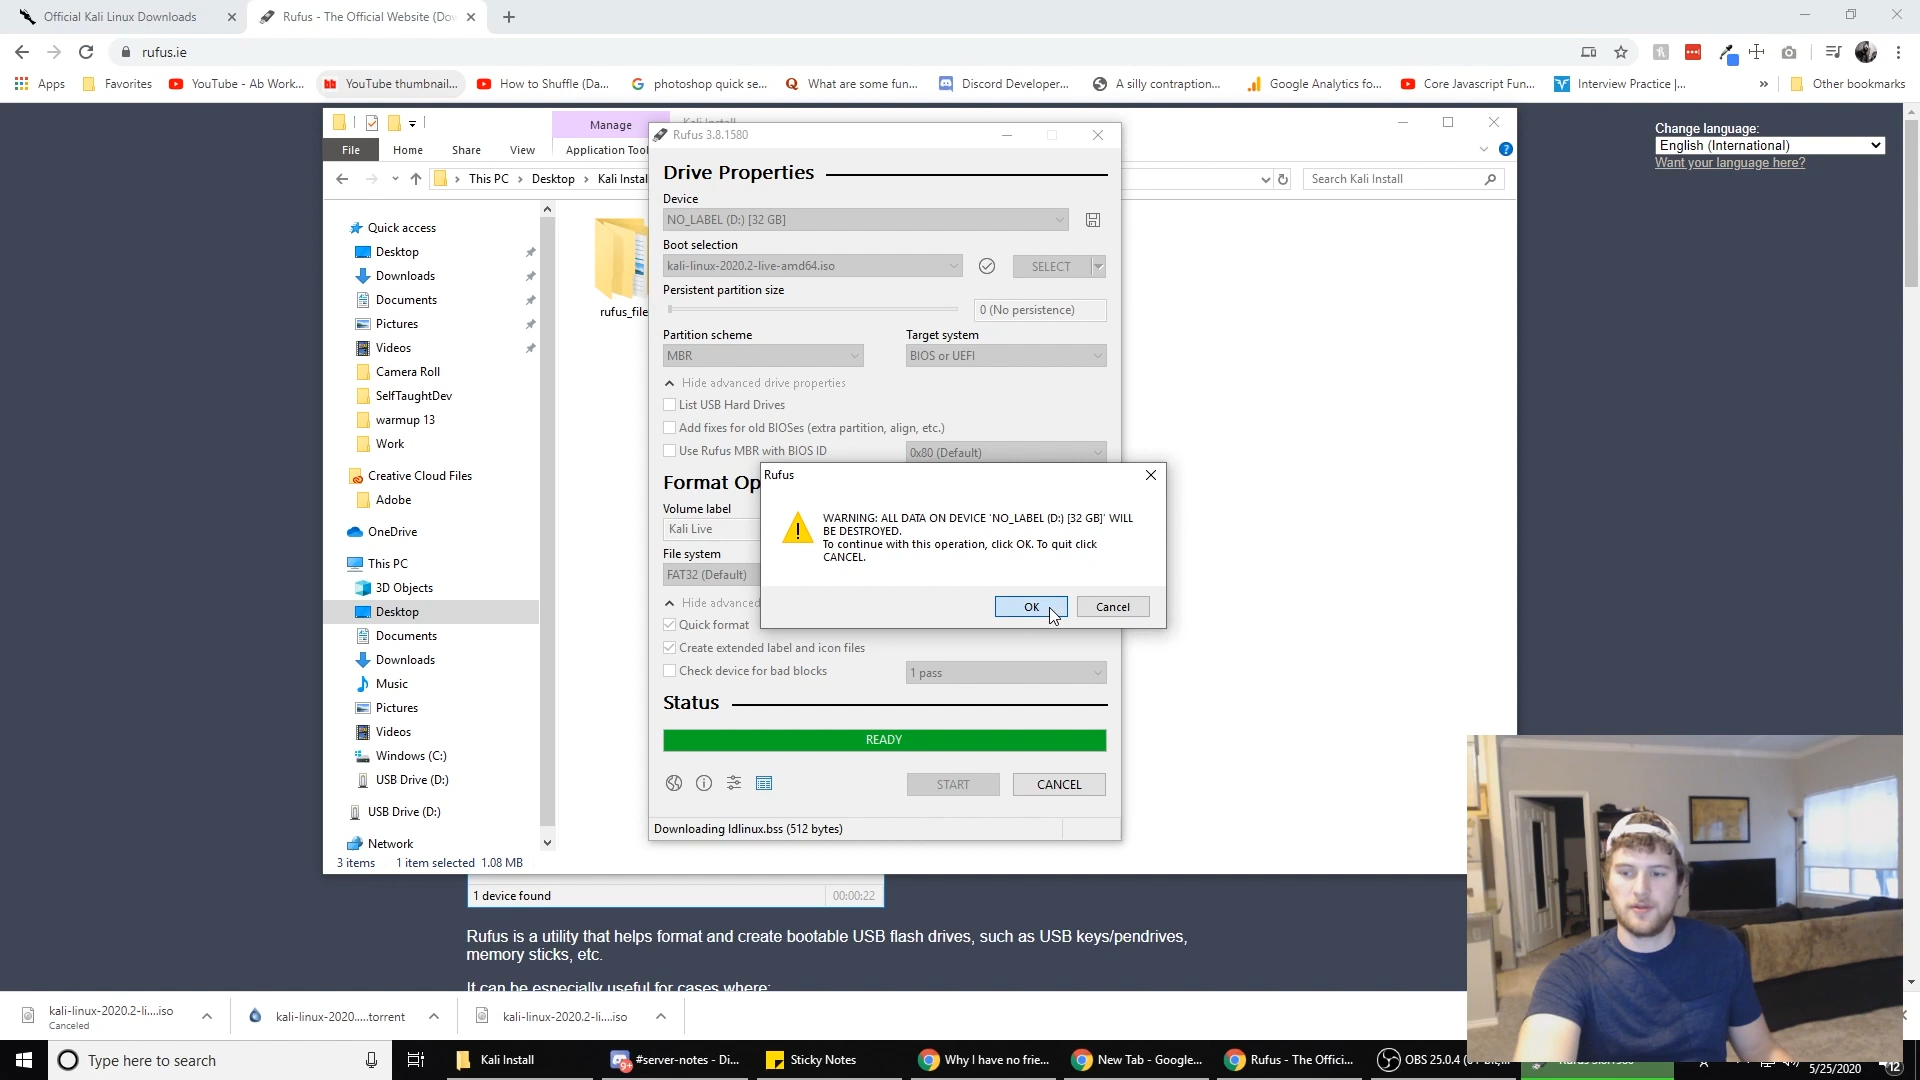 Official Kali Linux Downloads
Rufus - The Official Website (Dow
rufus.ie
Apps
Favorites
YouTube - Ab Work...
YouTube thumbnail...
How to Shuffle (Da...
photoshop quick se...
What are some fun...
Discord Developer...
A silly contraption...
Google Analytics fo...
Core Javascript Fun...
Interview Practice |...
»
Other bookmarks
Change language:
English (International)
Want your language here?
Manage
Kali Install
File
Home
Share
View
Application Tool
This PC > Desktop > Kali Instal
Search Kali Install
Quick access
Desktop
Downloads
Documents
Pictures
Videos
Camera Roll
SelfTaughtDev
warmup 13
Work
Creative Cloud Files
Adobe
OneDrive
This PC
3D Objects
Desktop
Documents
Downloads
Music
Pictures
Videos
Windows (C:)
USB Drive (D:)
USB Drive (D:)
Network
3 items
1 item selected 1.08 MB
rufus_file
Rufus 3.8.1580
Drive Properties
Device
NO_LABEL (D:) [32 GB]
Boot selection
kali-linux-2020.2-live-amd64.iso
SELECT
Persistent partition size
0 (No persistence)
Partition scheme
Target system
MBR
BIOS or UEFI
Hide advanced drive properties
List USB Hard Drives
Add fixes for old BIOSes (extra partition, align, etc.)
Use Rufus MBR with BIOS ID
0x80 (Default)
Format Op
Volume label
Kali Live
File system
FAT32 (Default)
Hide advanced
Quick format
Create extended label and icon files
Check device for bad blocks
1 pass
Status
READY
START
CANCEL
Downloading ldlinux.bss (512 bytes)
Rufus
WARNING: ALL DATA ON DEVICE 'NO_LABEL (D:) [32 GB]' WILL
BE DESTROYED.
To continue with this operation, click OK. To quit click
CANCEL.
OK
Cancel
1 device found
00:00:22
Rufus is a utility that helps format and create bootable USB flash drives, such as USB keys/pendrives,
memory sticks, etc.
It can be especially useful for cases where:
kali-linux-2020.2-li....iso
Canceled
kali-linux-2020.....torrent
kali-linux-2020.2-li....iso
Type here to search
Kali Install
#server-notes - Di...
Sticky Notes
Why I have no frie...
New Tab - Google...
Rufus - The Offici...
OBS 25.0.4
5/25/2020
12